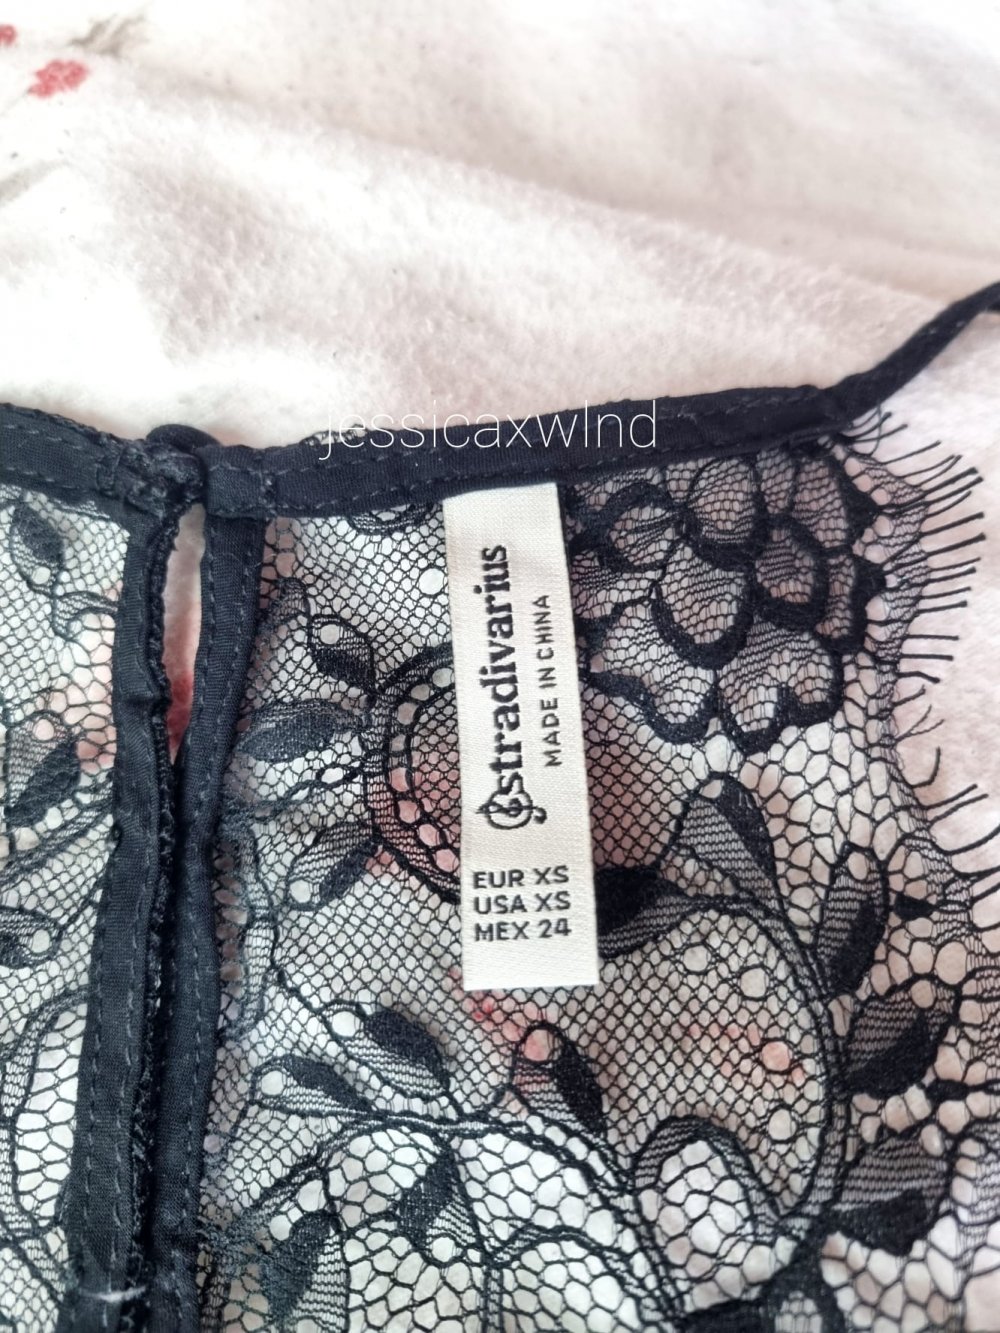 jessicaxwlnd
stradivarius
MADE IN CHINA
EUR XS
USA XS
MEX 24